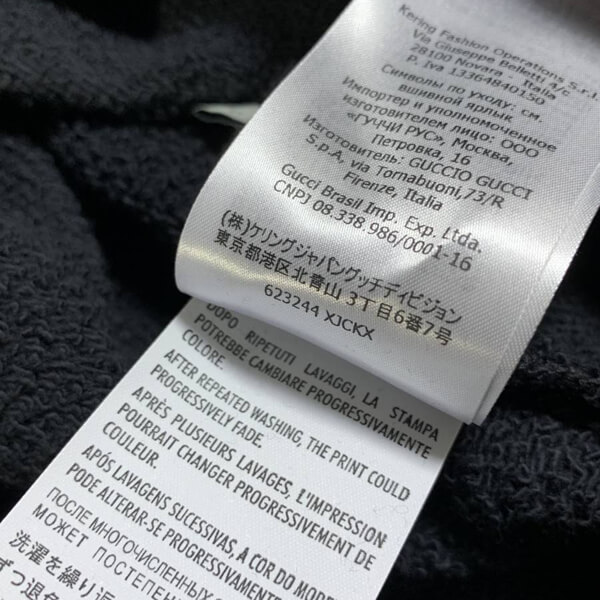 Kering Fashion Operations S.r.l.
Via Giuseppe Belletti 4/c
28100 Novara - Italia
P. Iva 13364840150
Символы по уходу: см.
вшивной ярлык
Импортер и уполномоченное
изготовителем лицо: ООО
"ГУЧЧИ РУС", Москва,
Петровка, 16
Изготовитель: GUCCIO GUCCI
S.p.A, via Tornabuoni,73/R
Firenze, Italia
Gucci Brasil Imp. Exp. Ltda.
CNPJ 08.338.986/0001-16
(株)ケリングジャパングッチディビジョン
東京都港区北青山 3丁目6番7号
623244 XJCKX
DOPO RIPETUTI LAVAGGI, LA STAMPA
POTREBBE CAMBIARE PROGRESSIVAMENTE
COLORE.
AFTER REPEATED WASHING, THE PRINT COULD
PROGRESSIVELY FADE.
APRÈS PLUSIEURS LAVAGES, L'IMPRESSION
POURRAIT CHANGER PROGRESSIVEMENT DE
COULEUR.
APÓS LAVAGENS SUCESSIVAS, A COR DO MODE
PODE ALTERAR-SE PROGRESSIVAMENTE
ПОСЛЕ МНОГОЧИСЛЕННЫХ
МОЖЕТ ПОСТЕПЕН
洗濯を繰り返
ずつ退色